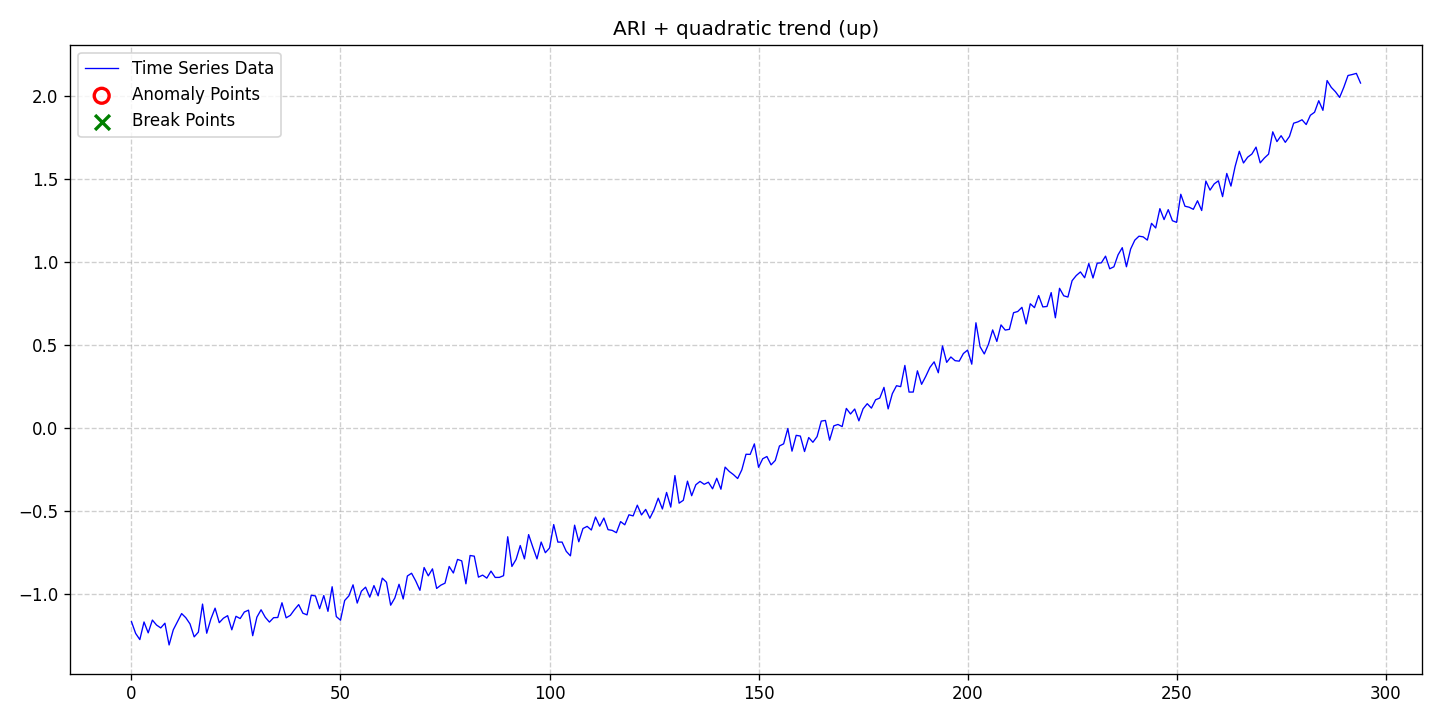 ARI + quadratic trend (up)
Time Series Data
Anomaly Points
Break Points
2.0
1.5
1.0
0.5
0.0
−0.5
−1.0
0 50 100 150 200 250 300